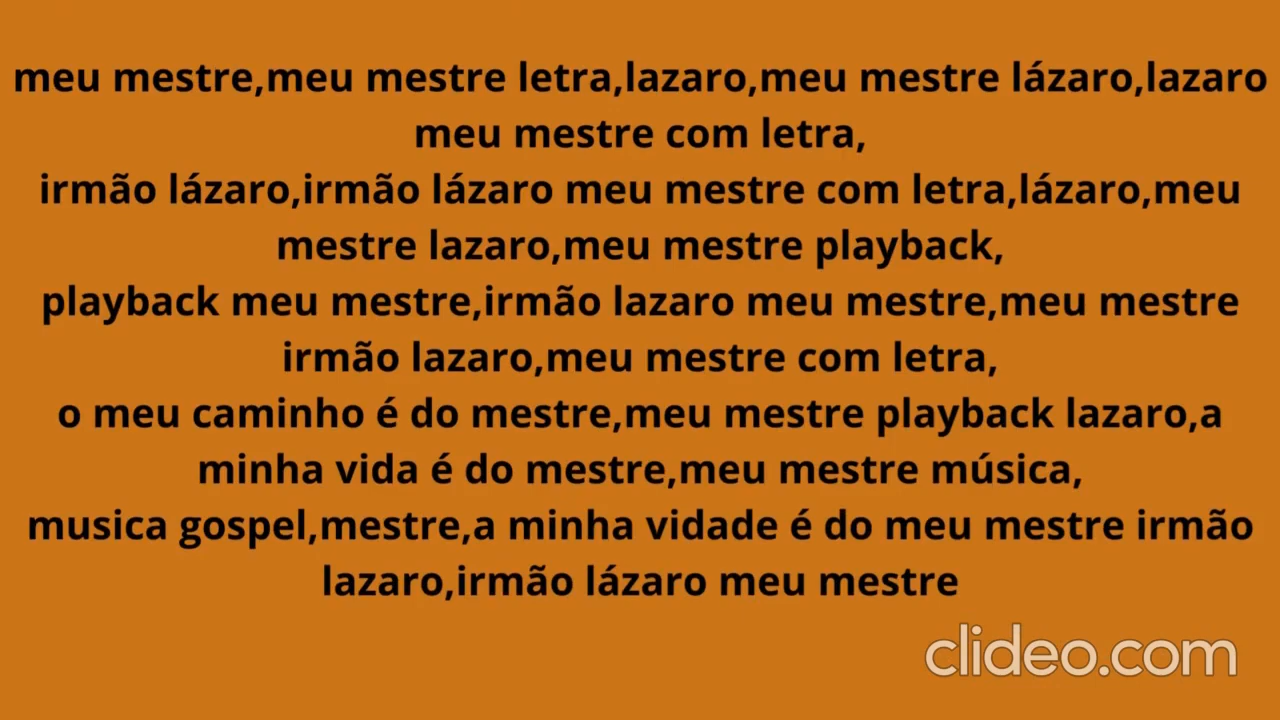 meu mestre,meu mestre letra,lazaro,meu mestre lázaro,lazaro
meu mestre com letra,
irmão lázaro,irmão lázaro meu mestre com letra,lázaro,meu
mestre lazaro,meu mestre playback,
playback meu mestre,irmão lazaro meu mestre,meu mestre
irmão lazaro,meu mestre com letra,
o meu caminho é do mestre,meu mestre playback lazaro,a
minha vida é do mestre,meu mestre música,
musica gospel,mestre,a minha vidade é do meu mestre irmão
lazaro,irmão lázaro meu mestre
clideo.com